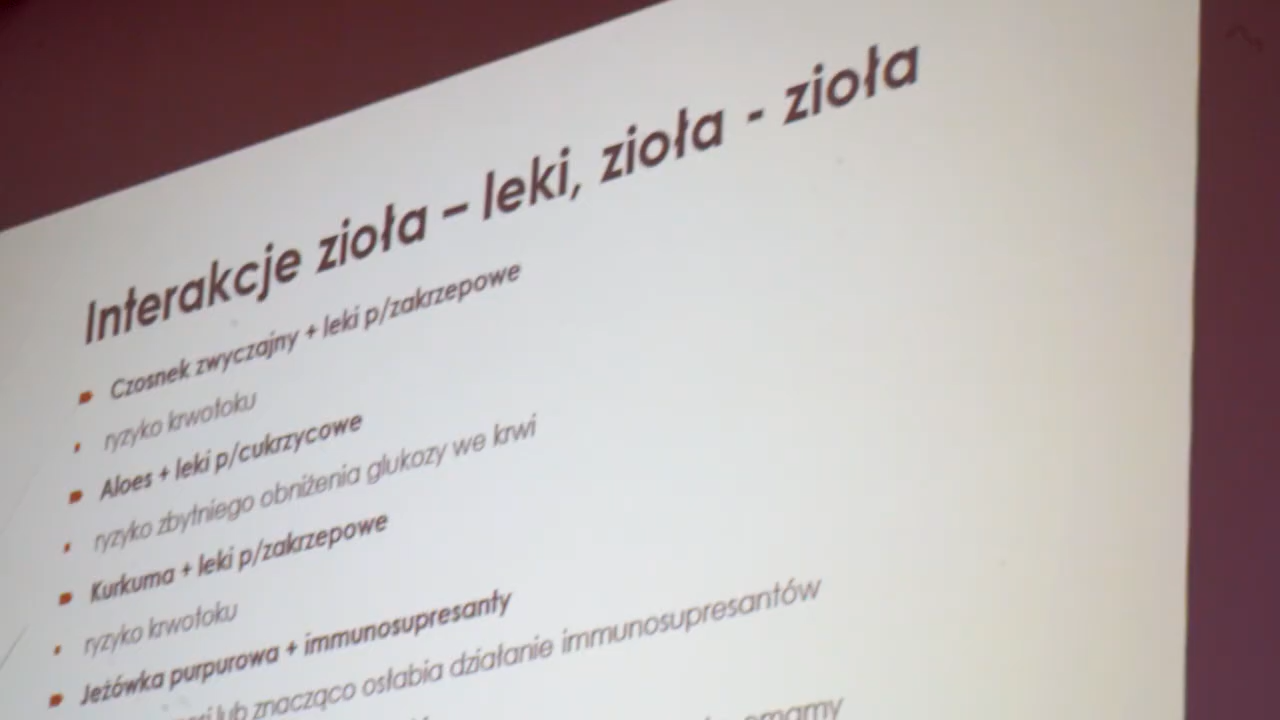 Interakcje zioła – leki, zioła - zioła
Czosnek zwyczajny + leki p/zakrzepowe
ryzyko krwotoku
Aloes + leki p/cukrzycowe
ryzyko zbytniego obniżenia glukozy we krwi
Kurkuma + leki p/zakrzepowe
ryzyko krwotoku
Jeżówka purpurowa + immunosupresanty
lub znacząco osłabia działanie immunosupresantów